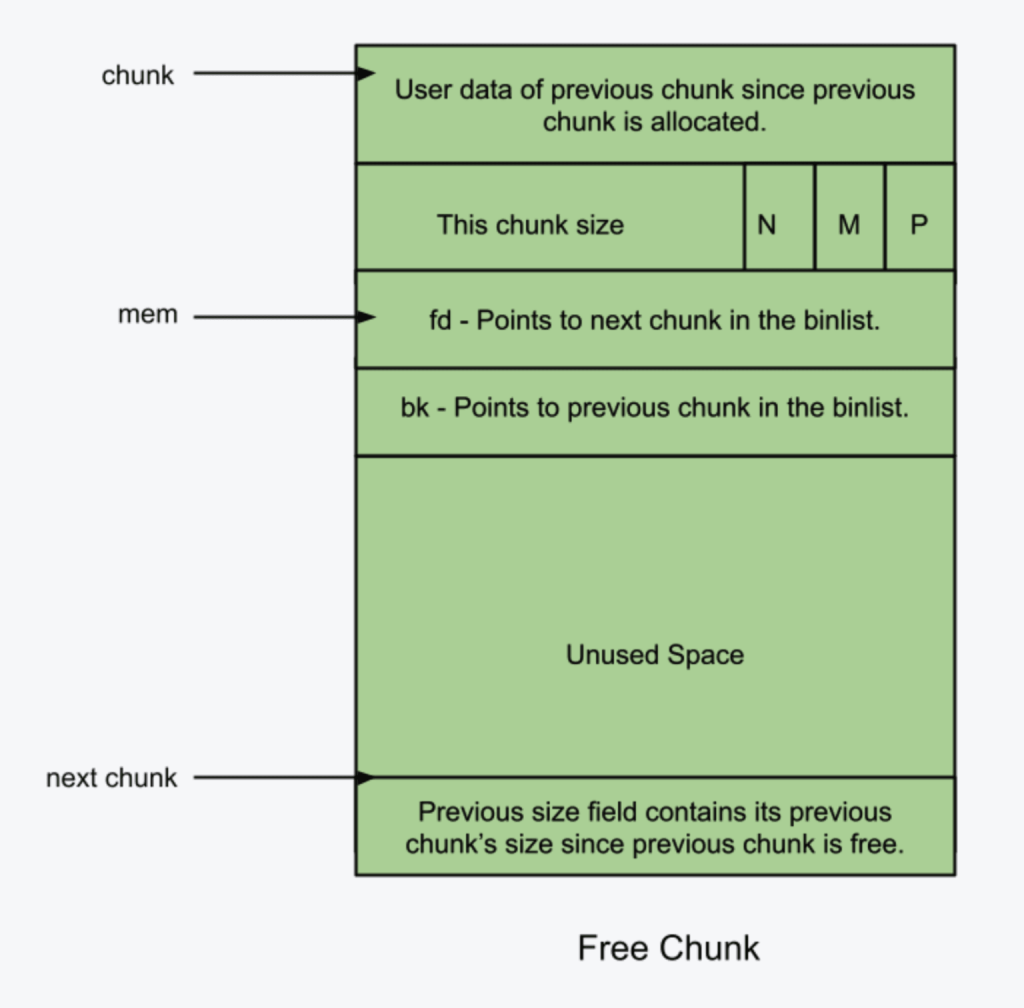 chunk
User data of previous chunk since previous
chunk is allocated.
This chunk size
N
M
P
mem
fd - Points to next chunk in the binlist.
bk - Points to previous chunk in the binlist.
Unused Space
next chunk
Previous size field contains its previous
chunk’s size since previous chunk is free.
Free Chunk